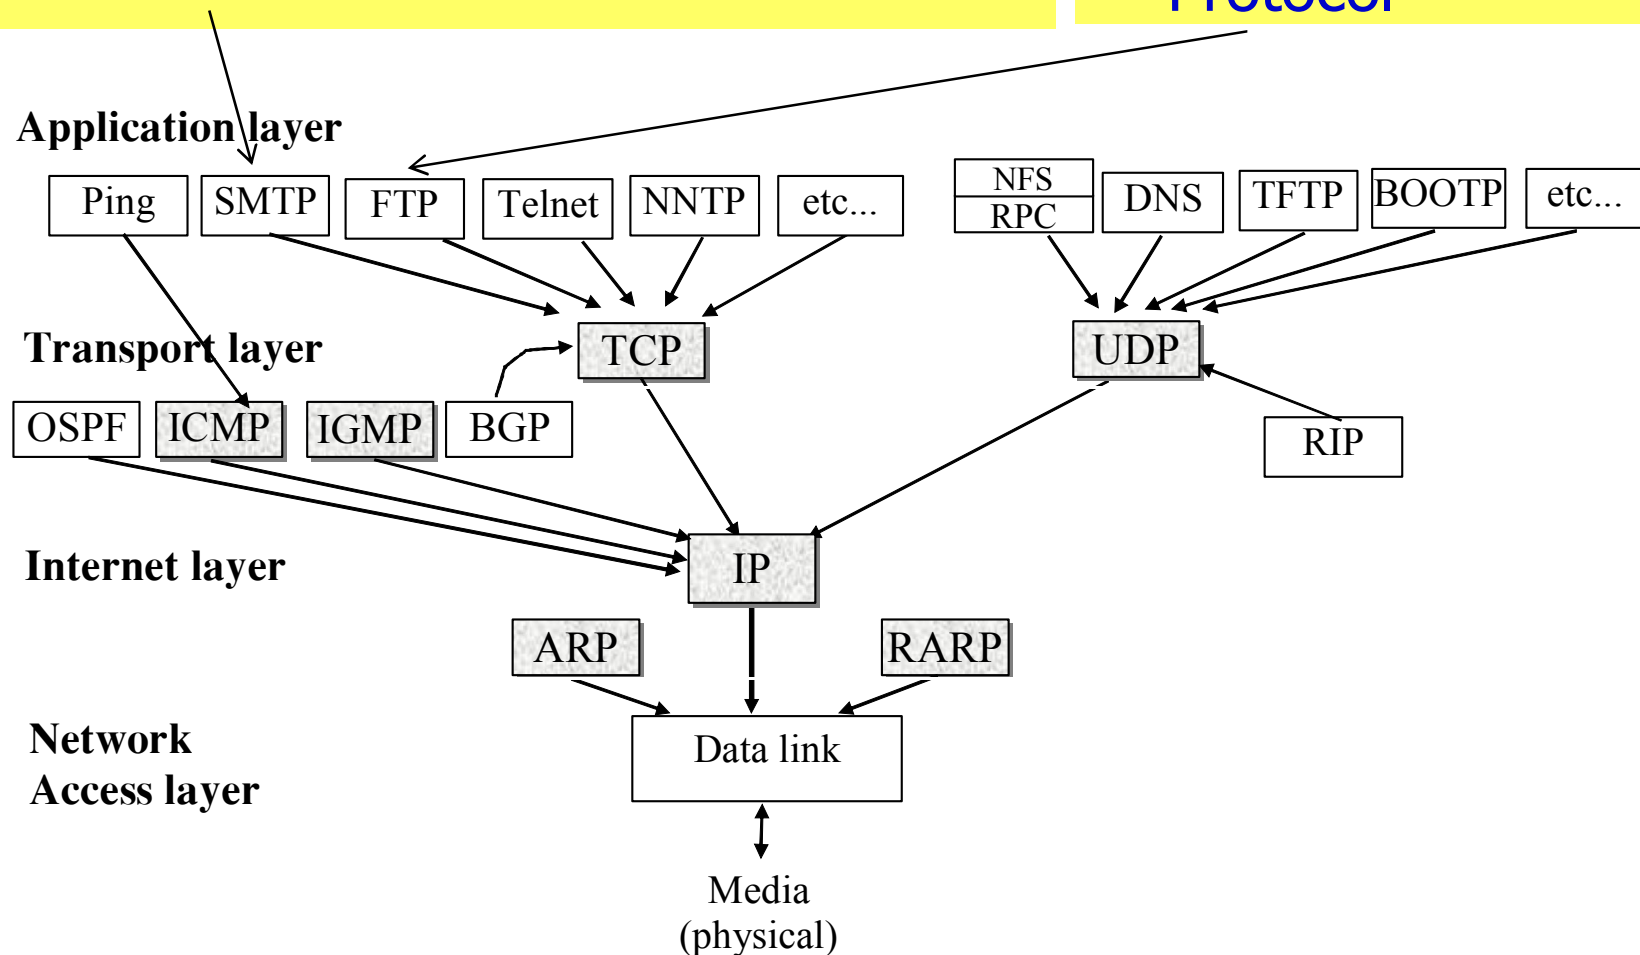 Protocol
Application layer
Ping
SMTP
FTP
Telnet
NNTP
etc...
NFS
RPC
DNS
TFTP
BOOTP
etc...
Transport layer
TCP
UDP
OSPF
ICMP
IGMP
BGP
RIP
Internet layer
IP
ARP
RARP
Network
Access layer
Data link
Media
(physical)